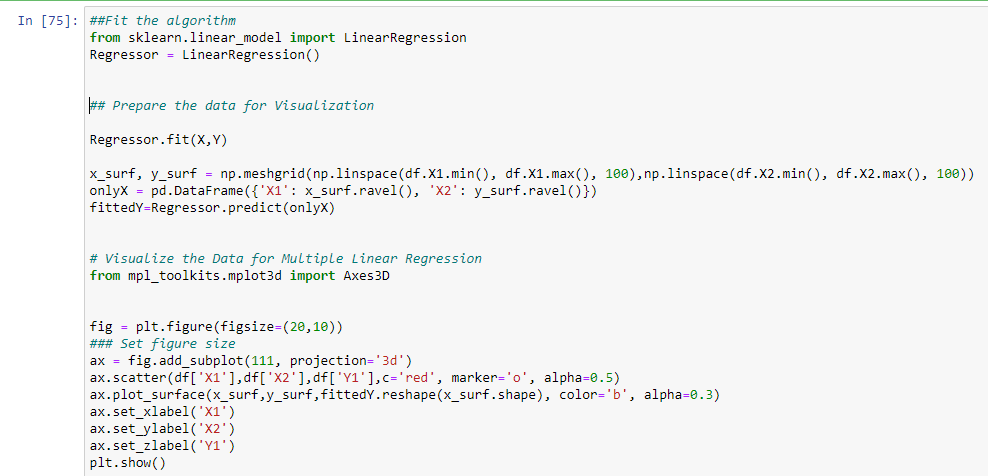 In [75]: ##Fit the algorithm
from sklearn.linear_model import LinearRegression
Regressor = LinearRegression()
## Prepare the data for Visualization
Regressor.fit(X,Y)
x_surf, y_surf = np.meshgrid(np.linspace(df.X1.min(), df.X1.max(), 100),np.linspace(df.X2.min(), df.X2.max(), 100))
onlyX = pd.DataFrame({'X1': x_surf.ravel(), 'X2': y_surf.ravel()})
fittedY=Regressor.predict(onlyX)
# Visualize the Data for Multiple Linear Regression
from mpl_toolkits.mplot3d import Axes3D
fig = plt.figure(figsize=(20,10))
### Set figure size
ax = fig.add_subplot(111, projection='3d')
ax.scatter(df['X1'],df['X2'],df['Y1'],c='red', marker='o', alpha=0.5)
ax.plot_surface(x_surf,y_surf,fittedY.reshape(x_surf.shape), color='b', alpha=0.3)
ax.set_xlabel('X1')
ax.set_ylabel('X2')
ax.set_zlabel('Y1')
plt.show()